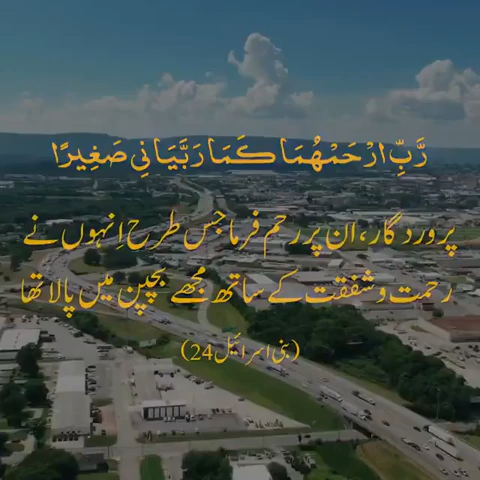 رَّبِّ ارْحَمْهُمَا كَمَا رَبَّيَانِي صَغِيرًا
پروردگار، ان پر رحم فرما جس طرح اِنہوں نے
رحمت و شفقت کے ساتھ مجھے بچپن میں پالا تھا
(بنی اسرائیل 24)